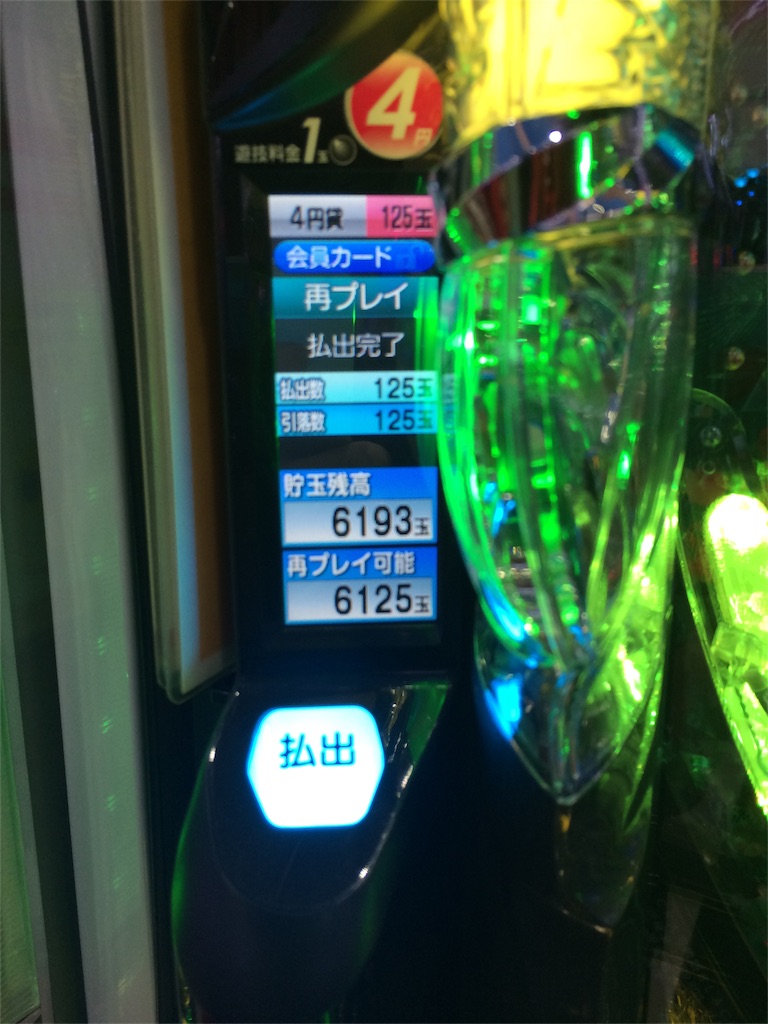 4円
遊技料金1玉
4円貸 125玉
会員カード
再プレイ
払出完了
払出数 125玉
引落数 125玉
貯玉残高
6193玉
再プレイ可能
6125玉
払出